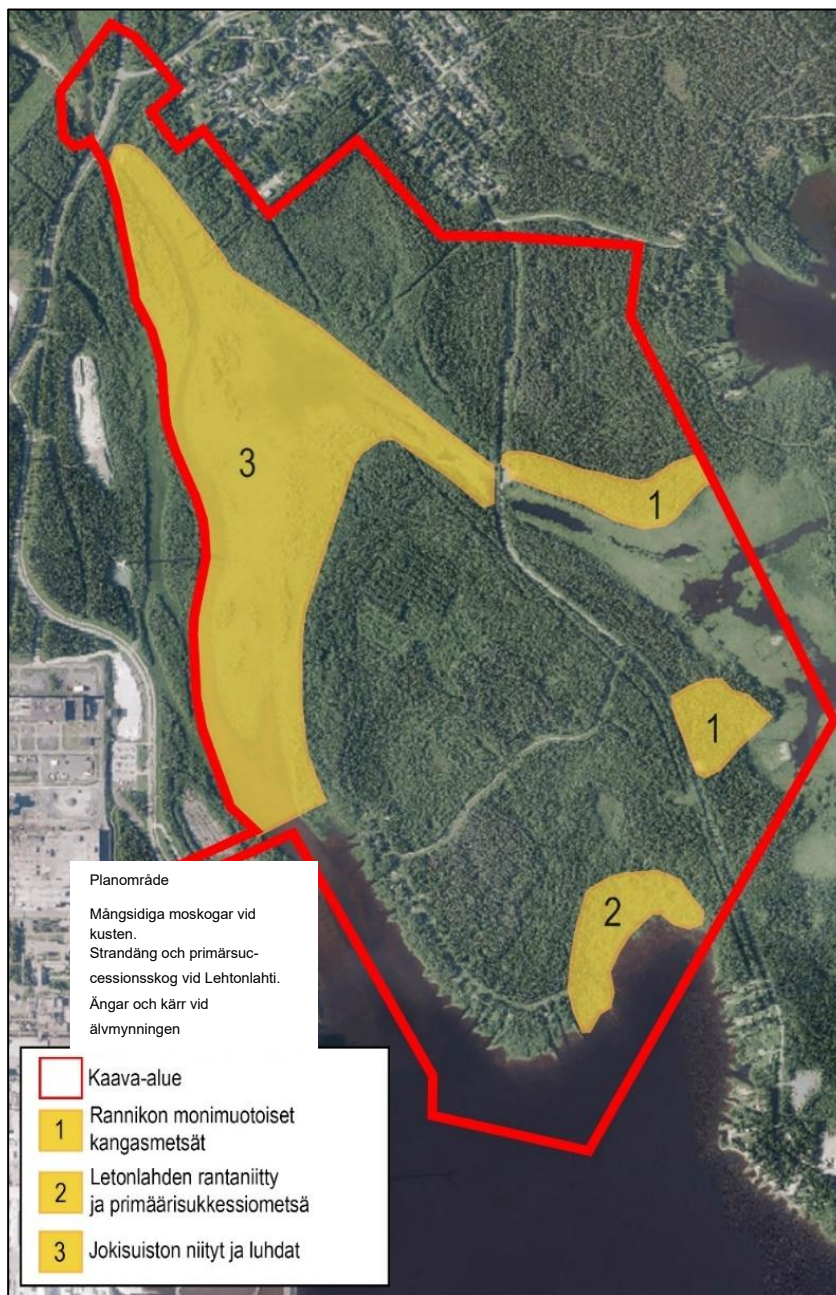 3
1
1
2
Planområde
Mångsidiga moskogar vid
kusten.
Strandäng och primärsuc-
cessionsskog vid Lehtonlahti.
Ängar och kärr vid
älvmynningen
Kaava-alue
1 Rannikon monimuotoiset
kangasmetsät
2 Letonlahden rantaniitty
ja primäärisukkessiometsä
3 Jokisuiston niityt ja luhdat